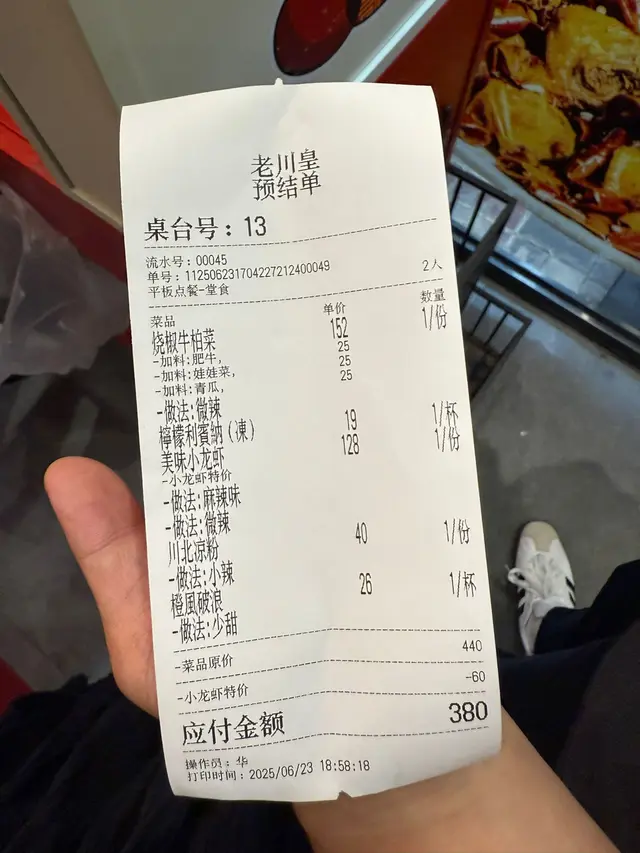 老川皇
预结单
桌台号：13
流水号：00045
单号：112506231704227212400049
平板点餐-堂食 2人
菜品 单价 数量
烧椒牛柏菜 152 1/份
-加料:肥牛, 25
-加料:娃娃菜, 25
-加料:青瓜, 25
-做法:微辣
檸檬利賓納(凍) 19 1/杯
美味小龙虾 128 1/份
-小龙虾特价
-做法:麻辣味
-做法:微辣
川北凉粉 40 1/份
-做法:小辣
橙風破浪 26 1/杯
-做法:少甜
-菜品原价 440
-小龙虾特价 -60
应付金额 380
操作员：华
打印时间：2025/06/23 18:58:18